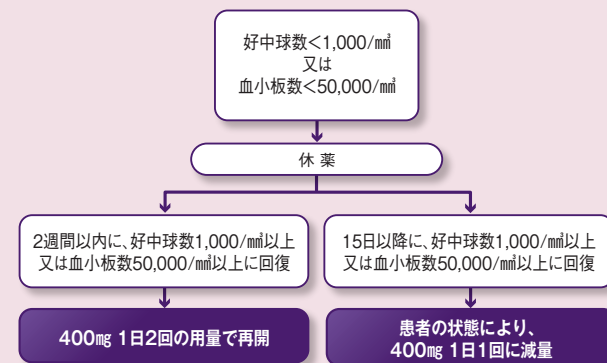 好中球数<1,000/㎣
又は
血小板数<50,000/㎣
休 薬
2週間以内に、好中球数1,000/㎣以上
又は血小板数50,000/㎣以上に回復
15日以降に、好中球数1,000/㎣以上
又は血小板数50,000/㎣以上に回復
400㎎ 1日2回の用量で再開
患者の状態により、
400㎎ 1日1回に減量